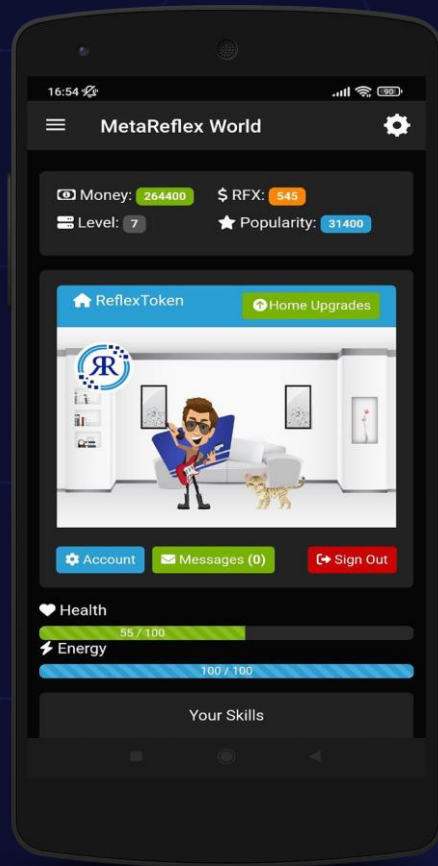 16:54
90
MetaReflex World
Money: 264400 $ RFX: 545
Level: 7 Popularity: 31400
ReflexToken Home Upgrades
Account Messages (0) Sign Out
Health
55 / 100
Energy
100 / 100
Your Skills